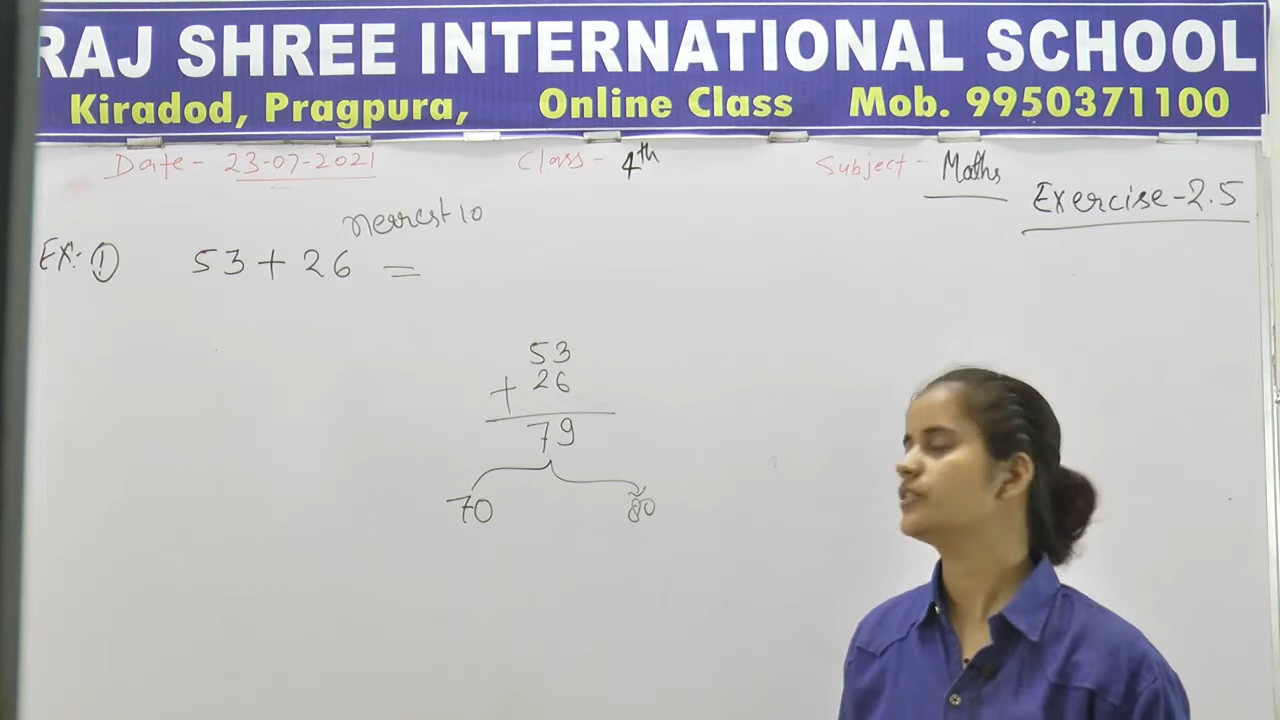 RAJ SHREE INTERNATIONAL SCHOOL
Kiradod, Pragpura, Online Class Mob. 9950371100
Date - 23-07-2021 Class - 4th Subject - Maths
Exercise - 2.5
nerrest 10
EX:- ① 53 + 26 =
53
+ 26
79
70 80